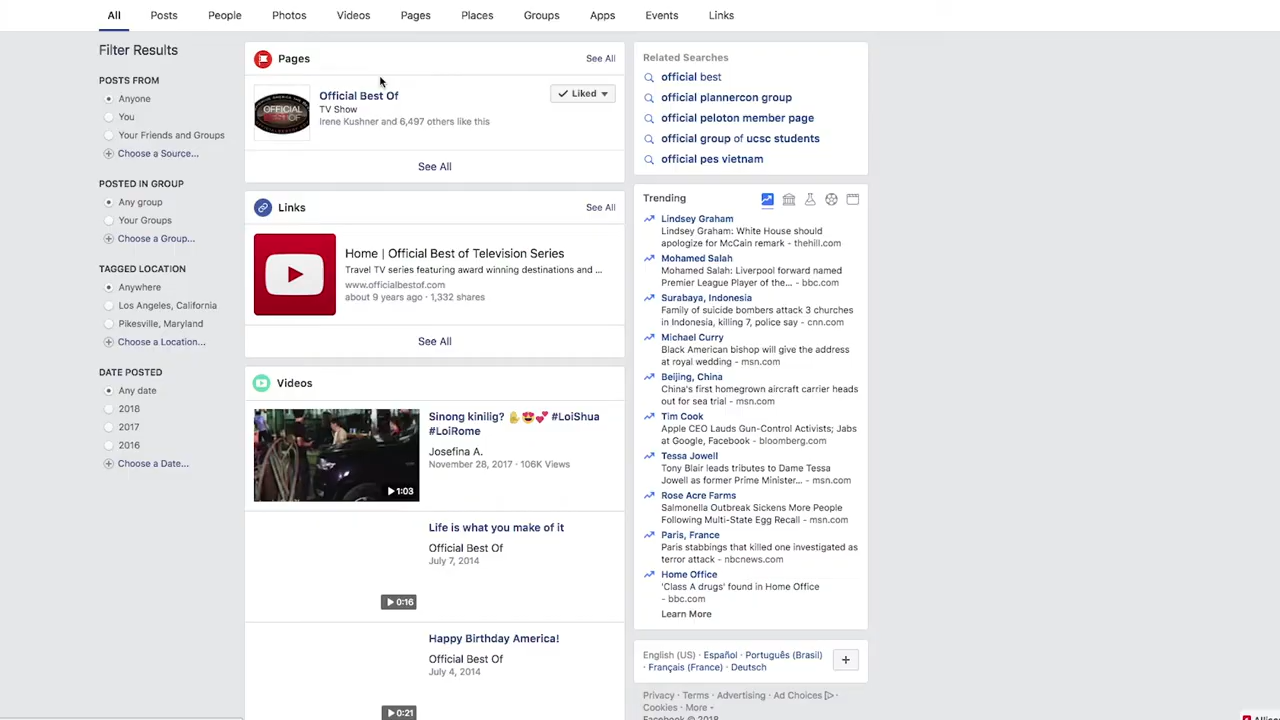 All
Posts
People
Photos
Videos
Pages
Places
Groups
Apps
Events
Links
Filter Results
POSTS FROM
Anyone
You
Your Friends and Groups
Choose a Source...
POSTED IN GROUP
Any group
Your Groups
Choose a Group...
TAGGED LOCATION
Anywhere
Los Angeles, California
Pikesville, Maryland
Choose a Location...
DATE POSTED
Any date
2018
2017
2016
Choose a Date...
Pages
See All
OFFICIAL
BEST OF
Official Best Of
TV Show
Irene Kushner and 6,497 others like this
Liked
See All
Links
See All
Home | Official Best of Television Series
Travel TV series featuring award winning destinations and ...
www.officialbestof.com
about 9 years ago · 1,332 shares
See All
Videos
Sinong kinilig? ✋😍💕 #LoiShua
#LoiRome
Josefina A.
November 28, 2017 · 106K Views
1:03
Life is what you make of it
Official Best Of
July 7, 2014
0:16
Happy Birthday America!
Official Best Of
July 4, 2014
0:21
Related Searches
official best
official plannercon group
official peloton member page
official group of ucsc students
official pes vietnam
Trending
Lindsey Graham
Lindsey Graham: White House should
apologize for McCain remark - thehill.com
Mohamed Salah
Mohamed Salah: Liverpool forward named
Premier League Player of the... - bbc.com
Surabaya, Indonesia
Family of suicide bombers attack 3 churches
in Indonesia, killing 7, police say - cnn.com
Michael Curry
Black American bishop will give the address
at royal wedding - msn.com
Beijing, China
China's first homegrown aircraft carrier heads
out for sea trial - msn.com
Tim Cook
Apple CEO Lauds Gun-Control Activists; Jabs
at Google, Facebook - bloomberg.com
Tessa Jowell
Tony Blair leads tributes to Dame Tessa
Jowell as former Prime Minister... - msn.com
Rose Acre Farms
Salmonella Outbreak Sickens More People
Following Multi-State Egg Recall - msn.com
Paris, France
Paris stabbings that killed one investigated as
terror attack - nbcnews.com
Home Office
'Class A drugs' found in Home Office
- bbc.com
Learn More
English (US) · Español · Português (Brasil)
· Français (France) · Deutsch
Privacy · Terms · Advertising · Ad Choices ·
Cookies · More
Facebook © 2018